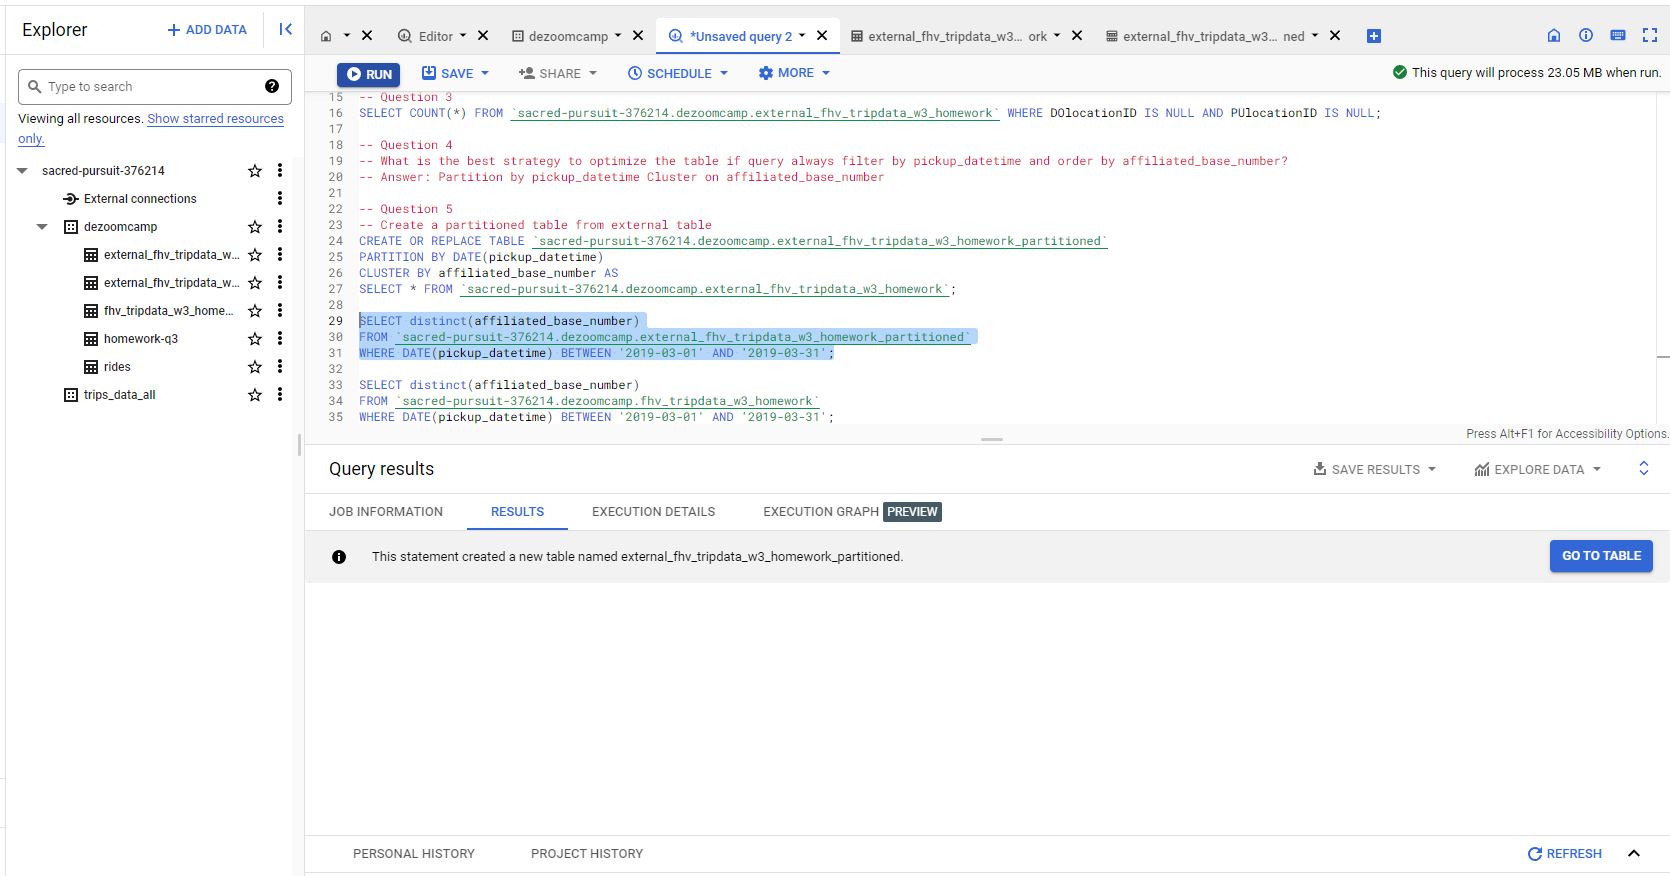 Explorer
+ ADD DATA
Type to search
Viewing all resources. Show starred resources
only.
sacred-pursuit-376214
External connections
dezoomcamp
external_fhv_tripdata_w...
external_fhv_tripdata_w...
fhv_tripdata_w3_home...
homework-q3
rides
trips_data_all
Editor
dezoomcamp
*Unsaved query 2
external_fhv_tripdata_w3... ork
external_fhv_tripdata_w3... ned
RUN
SAVE
SHARE
SCHEDULE
MORE
This query will process 23.05 MB when run.
15 -- Question 3
16 SELECT COUNT(*) FROM `sacred-pursuit-376214.dezoomcamp.external_fhv_tripdata_w3_homework` WHERE DOlocationID IS NULL AND PUlocationID IS NULL;
17
18 -- Question 4
19 -- What is the best strategy to optimize the table if query always filter by pickup_datetime and order by affiliated_base_number?
20 -- Answer: Partition by pickup_datetime Cluster on affiliated_base_number
21
22 -- Question 5
23 -- Create a partitioned table from external table
24 CREATE OR REPLACE TABLE `sacred-pursuit-376214.dezoomcamp.external_fhv_tripdata_w3_homework_partitioned`
25 PARTITION BY DATE(pickup_datetime)
26 CLUSTER BY affiliated_base_number AS
27 SELECT * FROM `sacred-pursuit-376214.dezoomcamp.external_fhv_tripdata_w3_homework`;
28
29 SELECT distinct(affiliated_base_number)
30 FROM `sacred-pursuit-376214.dezoomcamp.external_fhv_tripdata_w3_homework_partitioned`
31 WHERE DATE(pickup_datetime) BETWEEN '2019-03-01' AND '2019-03-31';
32
33 SELECT distinct(affiliated_base_number)
34 FROM `sacred-pursuit-376214.dezoomcamp.fhv_tripdata_w3_homework`
35 WHERE DATE(pickup_datetime) BETWEEN '2019-03-01' AND '2019-03-31';
Press Alt+F1 for Accessibility Options.
Query results
SAVE RESULTS
EXPLORE DATA
JOB INFORMATION
RESULTS
EXECUTION DETAILS
EXECUTION GRAPH PREVIEW
This statement created a new table named external_fhv_tripdata_w3_homework_partitioned.
GO TO TABLE
PERSONAL HISTORY
PROJECT HISTORY
REFRESH